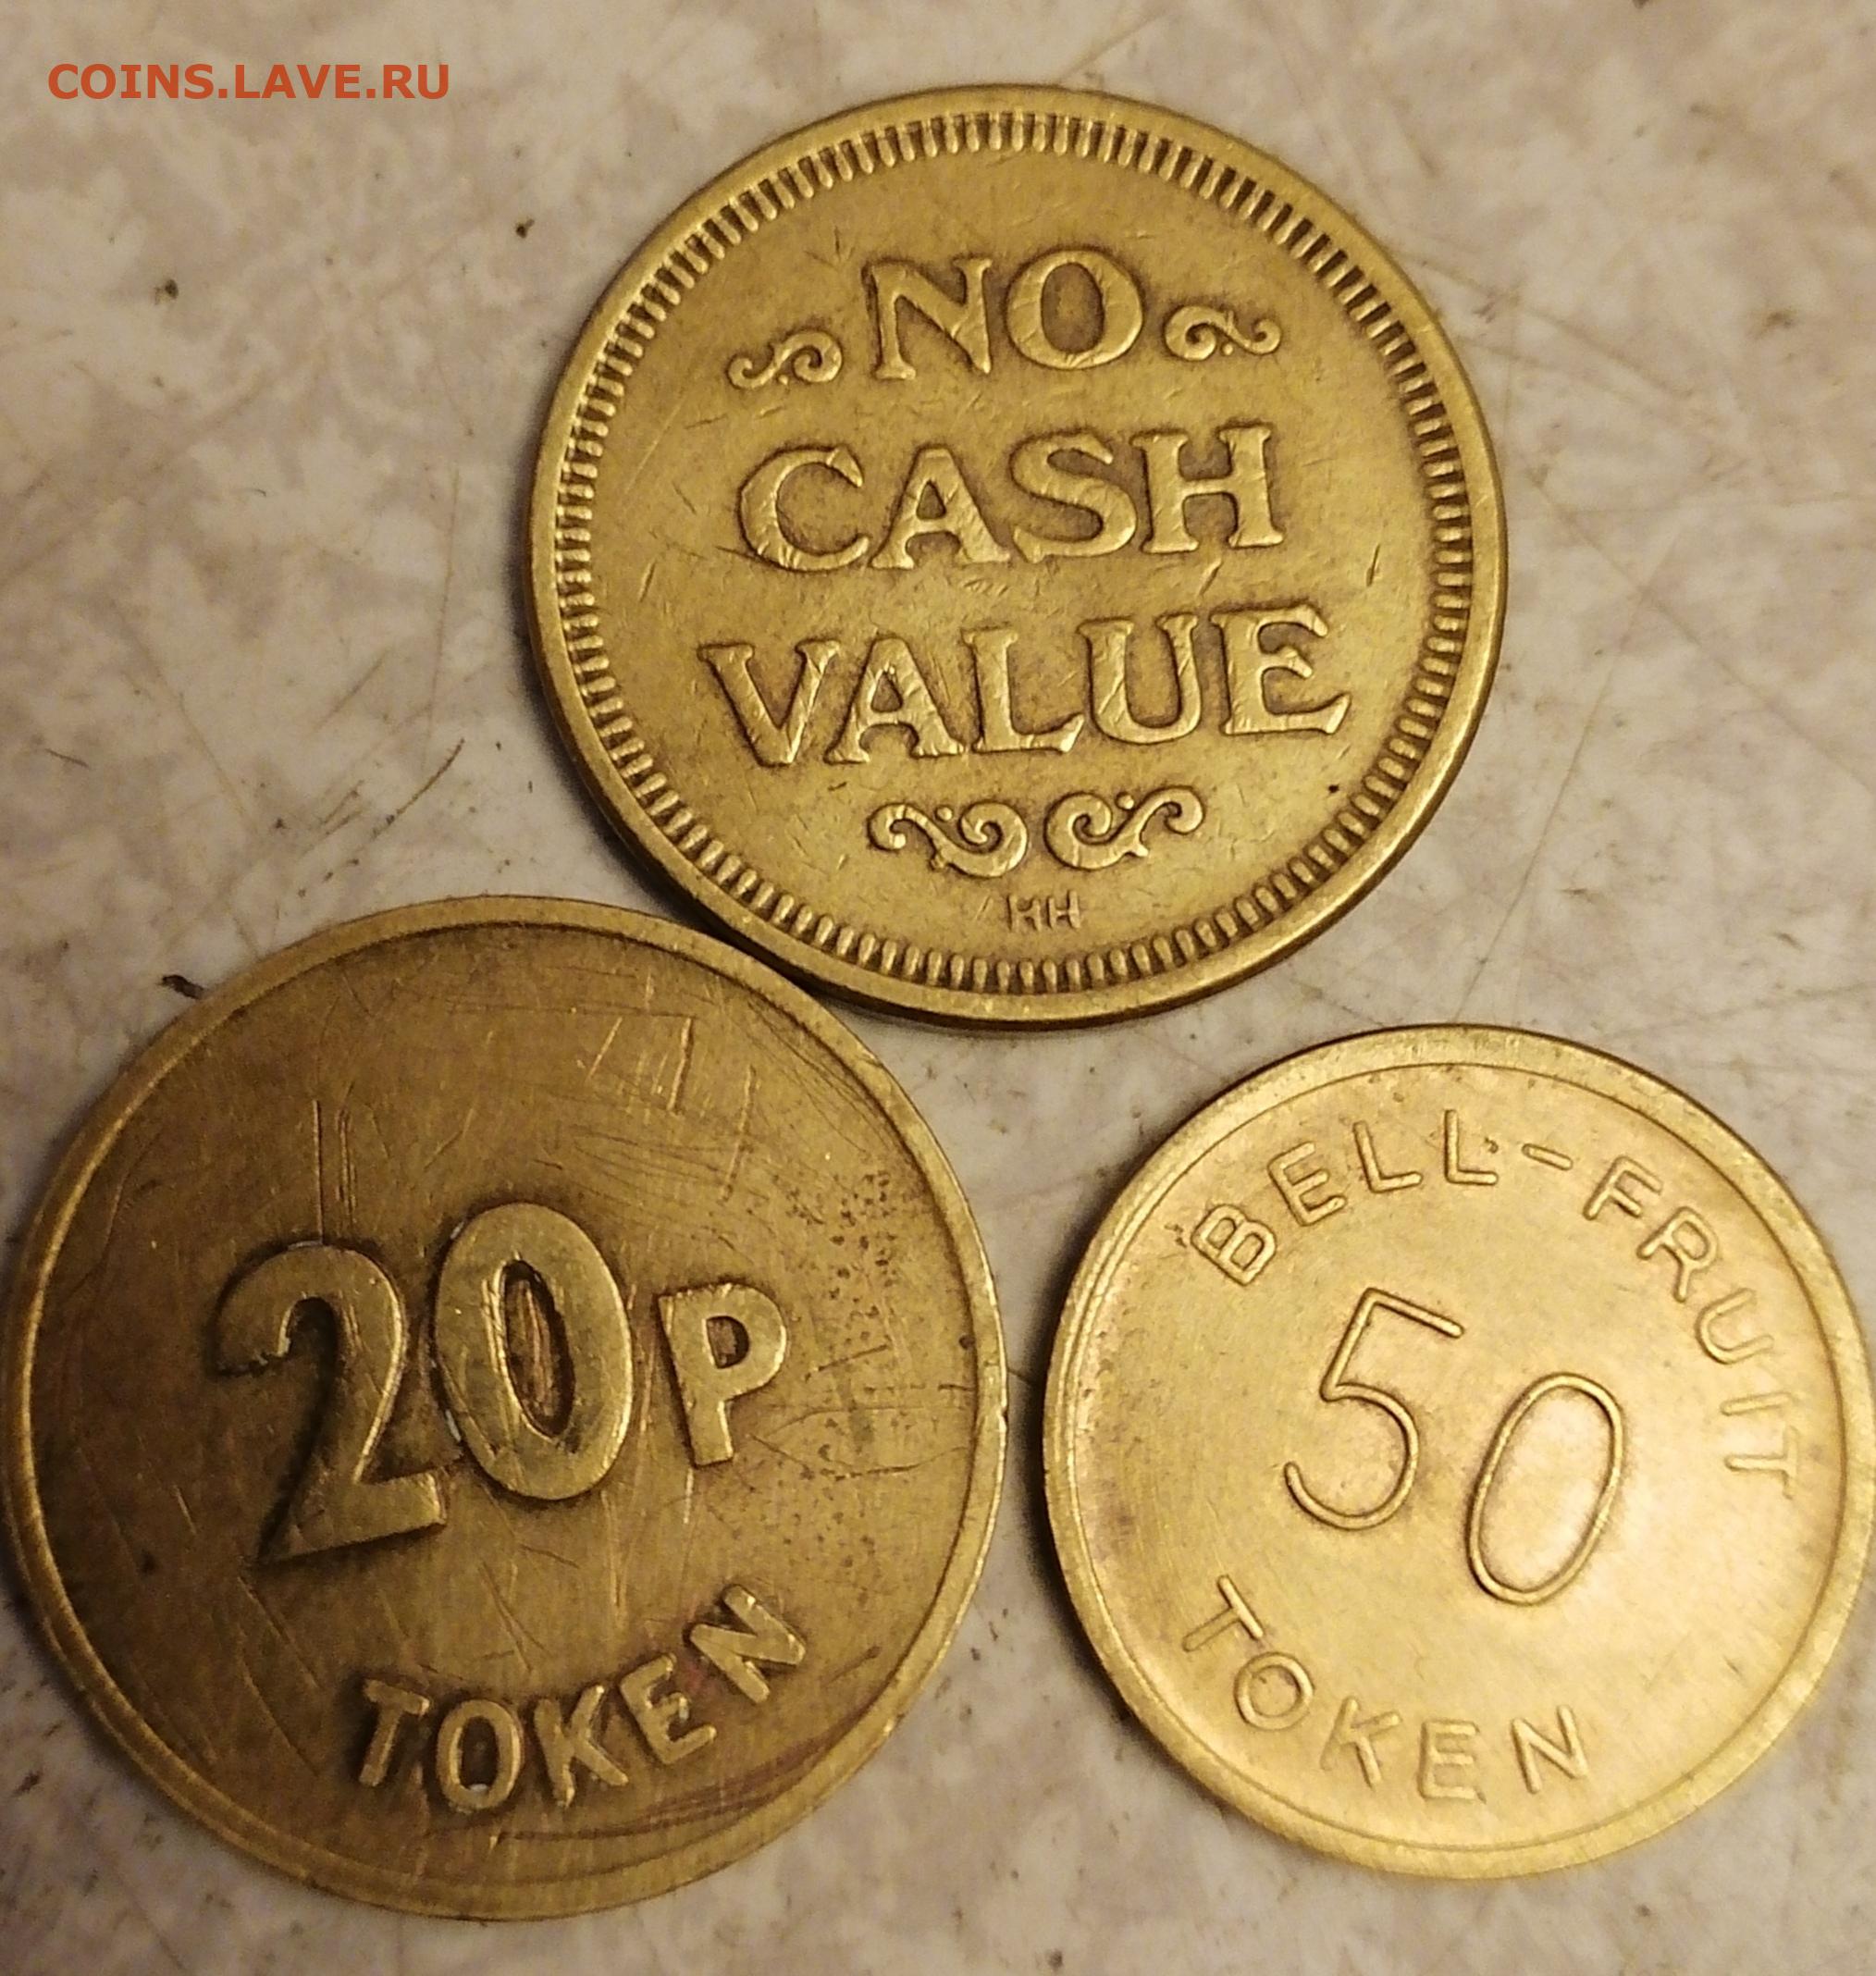 COINS.LAVE.RU
NO
CASH
VALUE
HH
20P
TOKEN
BELL-FRUIT
50
TOKEN